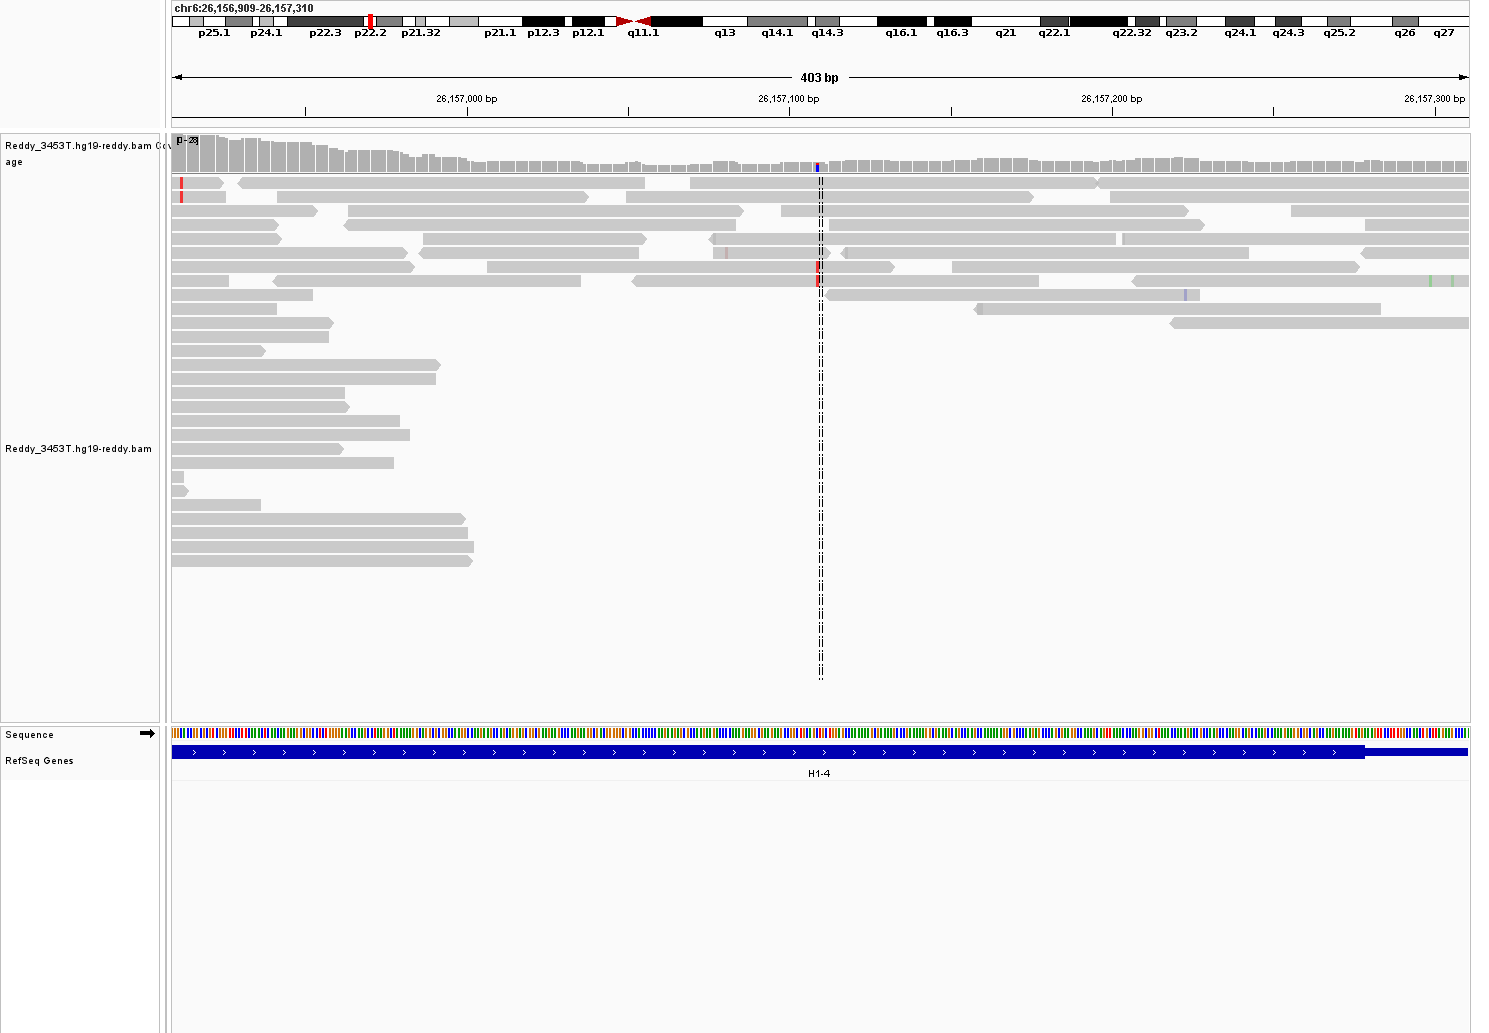 chr6:26,156,909-26,157,310
p25.1 p24.1 p22.3 p22.2 p21.32 p21.1 p12.3 p12.1 q11.1 q13 q14.1 q14.3 q16.1 q16.3 q21 q22.1 q22.32 q23.2 q24.1 q24.3 q25.2 q26 q27
403 bp
26,157,000 bp 26,157,100 bp 26,157,200 bp 26,157,300 bp
Reddy_3453T.hg19-reddy.bam Cov
age
[0-28]
Reddy_3453T.hg19-reddy.bam
Sequence
RefSeq Genes
H1-4